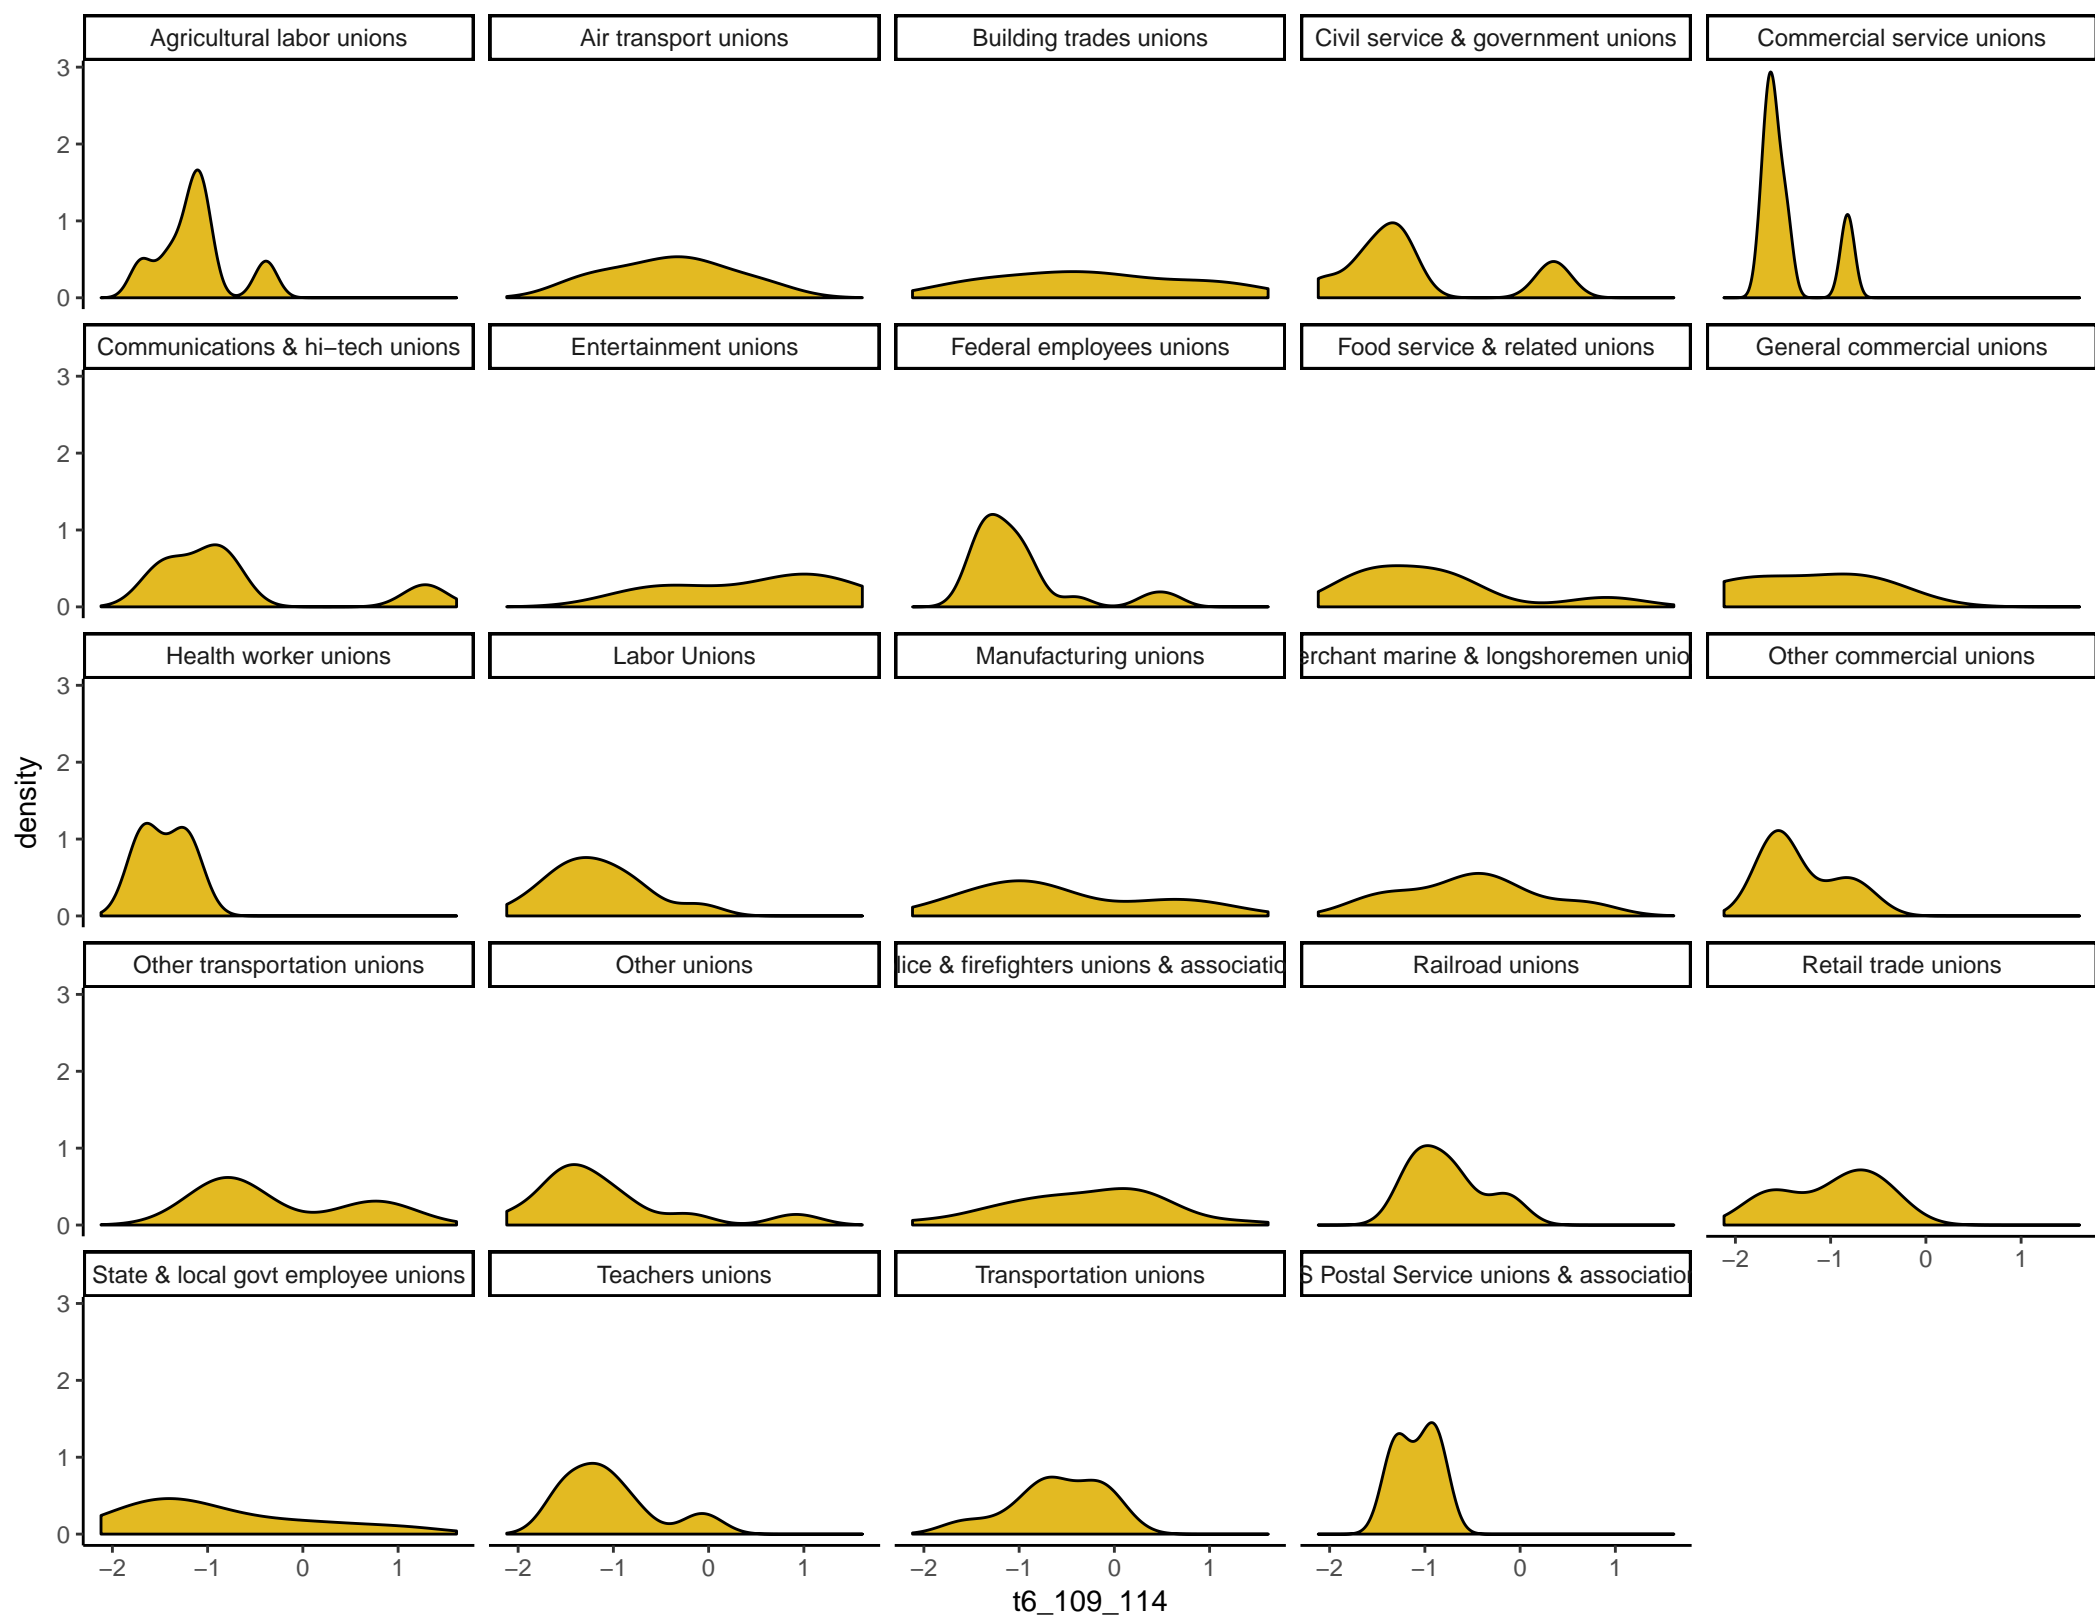 Agricultural labor unions
Air transport unions
Building trades unions
Civil service & government unions
Commercial service unions
3
2
1
0
Communications & hi−tech unions
Entertainment unions
Federal employees unions
Food service & related unions
General commercial unions
3
2
1
0
Health worker unions
Labor Unions
Manufacturing unions
erchant marine & longshoremen unio
Other commercial unions
3
2
1
0
density
Other transportation unions
Other unions
lice & firefighters unions & associatio
Railroad unions
Retail trade unions
3
2
1
0
−2 −1 0 1
State & local govt employee unions
Teachers unions
Transportation unions
S Postal Service unions & association
3
2
1
0
−2 −1 0 1
−2 −1 0 1
−2 −1 0 1
−2 −1 0 1
t6_109_114